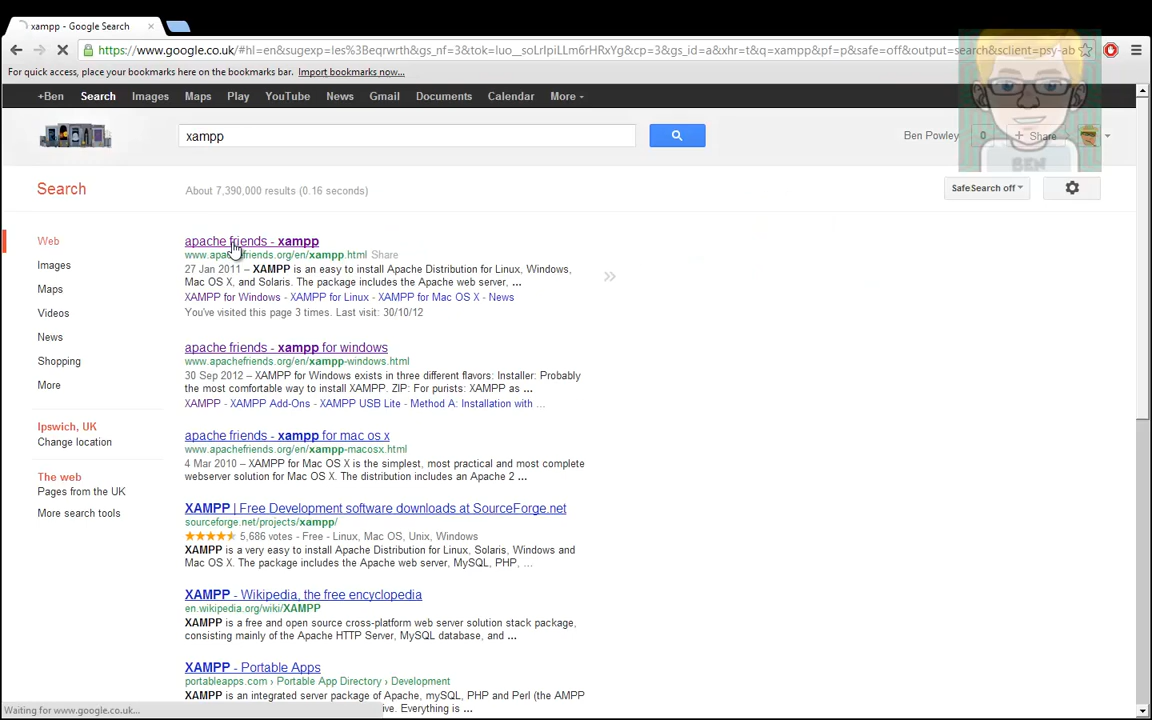 xampp - Google Search
https://www.google.co.uk/#hl=en&sugexp=les%3Beqrwrth&gs_nf=3&tok=luo__soLrIpiLLm6rHRXYg&cp=3&gs_id=a&xhr=t&q=xampp&pf=p&safe=off&output=search&sclient=psy-ab
For quick access, place your bookmarks here on the bookmarks bar. Import bookmarks now...
+Ben Search Images Maps Play YouTube News Gmail Documents Calendar More
xampp
Ben Powley 0 + Share
BEN
Search
About 7,390,000 results (0.16 seconds)
SafeSearch off
Web
Images
Maps
Videos
News
Shopping
More
Ipswich, UK
Change location
The web
Pages from the UK
More search tools
apache friends - xampp
www.apachefriends.org/en/xampp.html Share
27 Jan 2011 – XAMPP is an easy to install Apache Distribution for Linux, Windows,
Mac OS X, and Solaris. The package includes the Apache web server, ...
XAMPP for Windows - XAMPP for Linux - XAMPP for Mac OS X - News
You've visited this page 3 times. Last visit: 30/10/12
apache friends - xampp for windows
www.apachefriends.org/en/xampp-windows.html
30 Sep 2012 – XAMPP for Windows exists in three different flavors: Installer: Probably
the most comfortable way to install XAMPP. ZIP: For purists: XAMPP as ...
XAMPP - XAMPP Add-Ons - XAMPP USB Lite - Method A: Installation with ...
apache friends - xampp for mac os x
www.apachefriends.org/en/xampp-macosx.html
4 Mar 2010 – XAMPP for Mac OS X is the simplest, most practical and most complete
webserver solution for Mac OS X. The distribution includes an Apache 2 ...
XAMPP | Free Development software downloads at SourceForge.net
sourceforge.net/projects/xampp/
5,686 votes - Free - Linux, Mac OS, Unix, Windows
XAMPP is a very easy to install Apache Distribution for Linux, Solaris, Windows and
Mac OS X. The package includes the Apache web server, MySQL, PHP, ...
XAMPP - Wikipedia, the free encyclopedia
en.wikipedia.org/wiki/XAMPP
XAMPP is a free and open source cross-platform web server solution stack package,
consisting mainly of the Apache HTTP Server, MySQL database, and ...
XAMPP - Portable Apps
portableapps.com › Portable App Directory › Development
XAMPP is an integrated server package of Apache, mySQL, PHP and Perl (the AMPP
ive. Everything is ...
Waiting for www.google.co.uk...